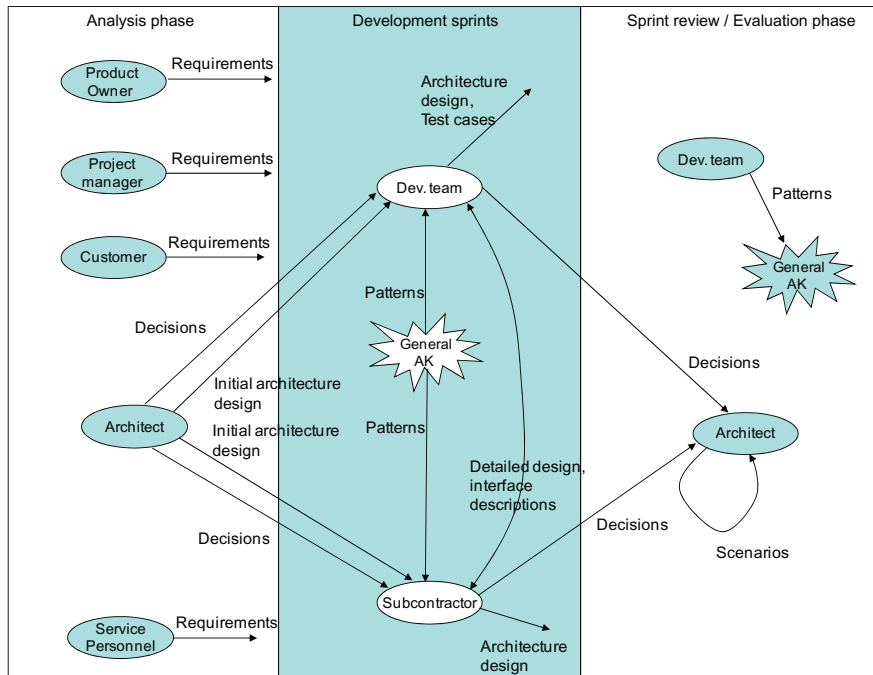 Analysis phase
Development sprints
Sprint review / Evaluation phase
Product
Owner
Requirements
Project
manager
Requirements
Customer
Requirements
Decisions
Initial architecture
design
Architect
Initial architecture
design
Decisions
Service
Personnel
Requirements
Architecture
design,
Test cases
Dev. team
Patterns
General
AK
Patterns
Detailed design,
interface
descriptions
Subcontractor
Architecture
design
Dev. team
Patterns
General
AK
Decisions
Architect
Decisions
Scenarios